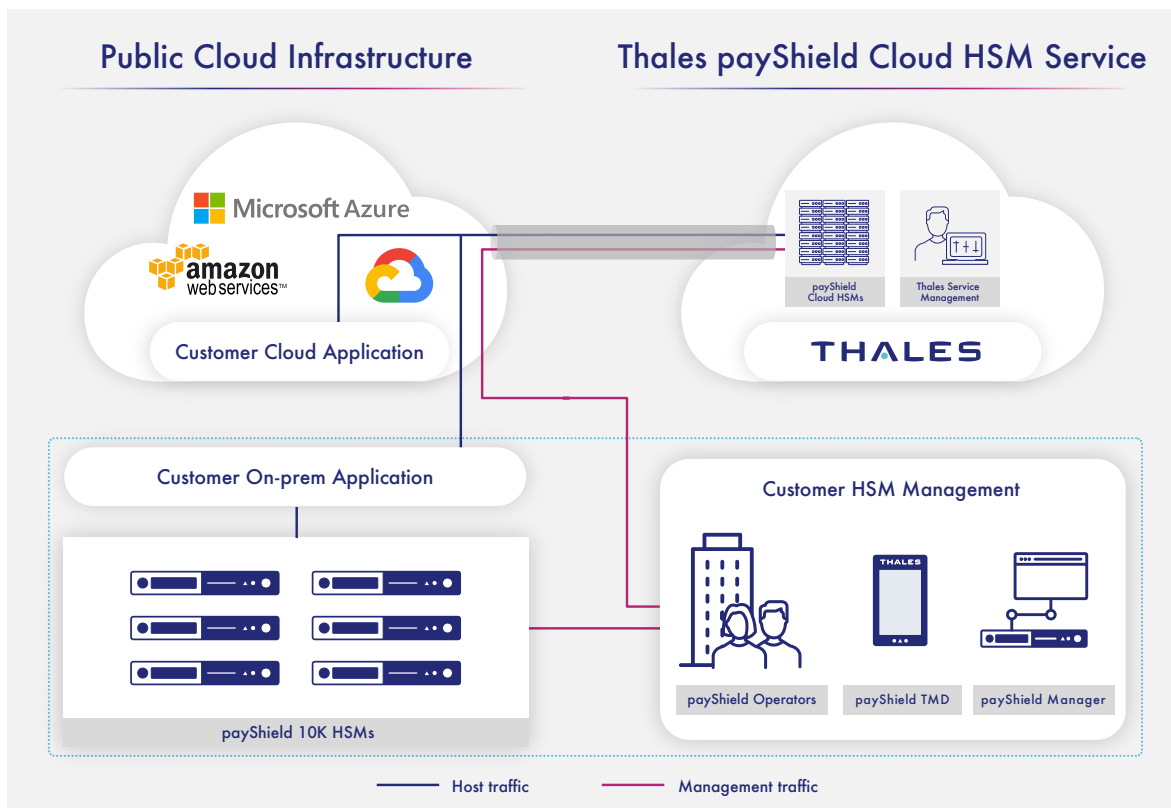 Public Cloud Infrastructure
Thales payShield Cloud HSM Service
Microsoft Azure
amazon
webservices™
Customer Cloud Application
payShield
Cloud HSMs
Thales Service
Management
THALES
Customer On-prem Application
payShield 10K HSMs
Customer HSM Management
THALES
payShield Operators
payShield TMD
payShield Manager
Host traffic
Management traffic